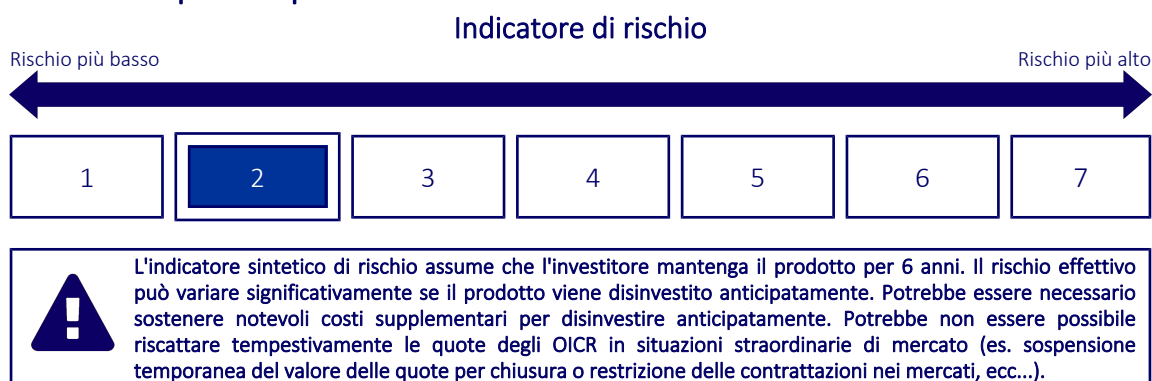 Indicatore di rischio
Rischio più basso
Rischio più alto
1
2
3
4
5
6
7
L'indicatore sintetico di rischio assume che l'investitore mantenga il prodotto per 6 anni. Il rischio effettivo
può variare significativamente se il prodotto viene disinvestito anticipatamente. Potrebbe essere necessario
sostenere notevoli costi supplementari per disinvestire anticipatamente. Potrebbe non essere possibile
riscattare tempestivamente le quote degli OICR in situazioni straordinarie di mercato (es. sospensione
temporanea del valore delle quote per chiusura o restrizione delle contrattazioni nei mercati, ecc...).